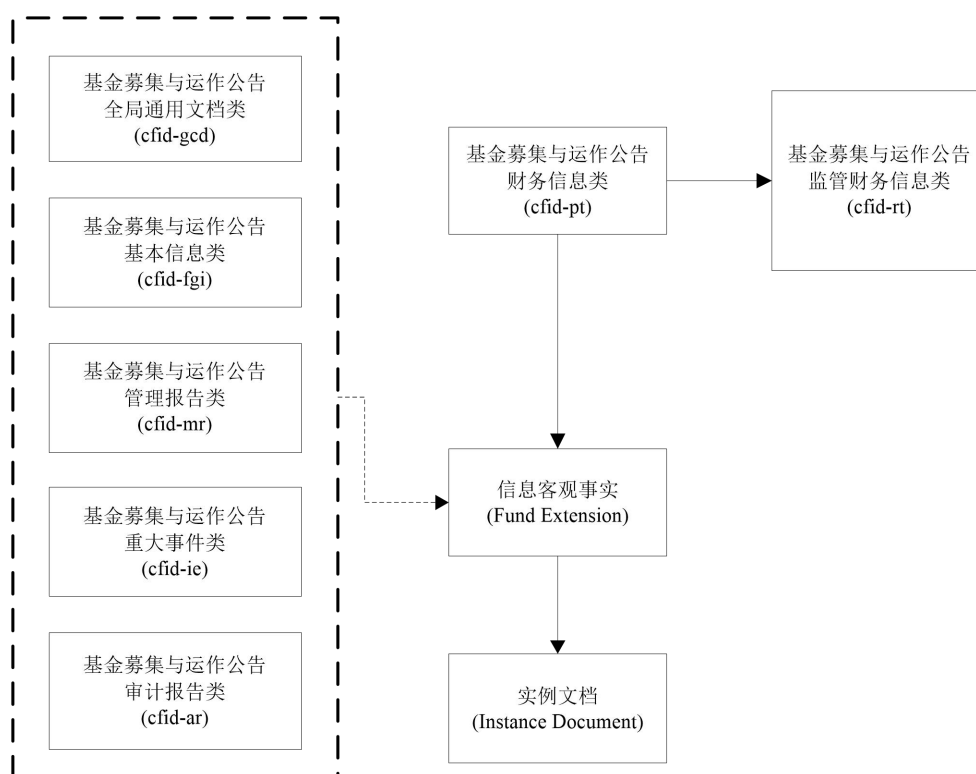 基金募集与运作公告
全局通用文档类
(cfid-gcd)
基金募集与运作公告
基本信息类
(cfid-fgi)
基金募集与运作公告
管理报告类
(cfid-mr)
基金募集与运作公告
重大事件类
(cfid-ie)
基金募集与运作公告
审计报告类
(cfid-ar)
基金募集与运作公告
财务信息类
(cfid-pt)
基金募集与运作公告
监管财务信息类
(cfid-rt)
信息客观事实
(Fund Extension)
实例文档
(Instance Document)